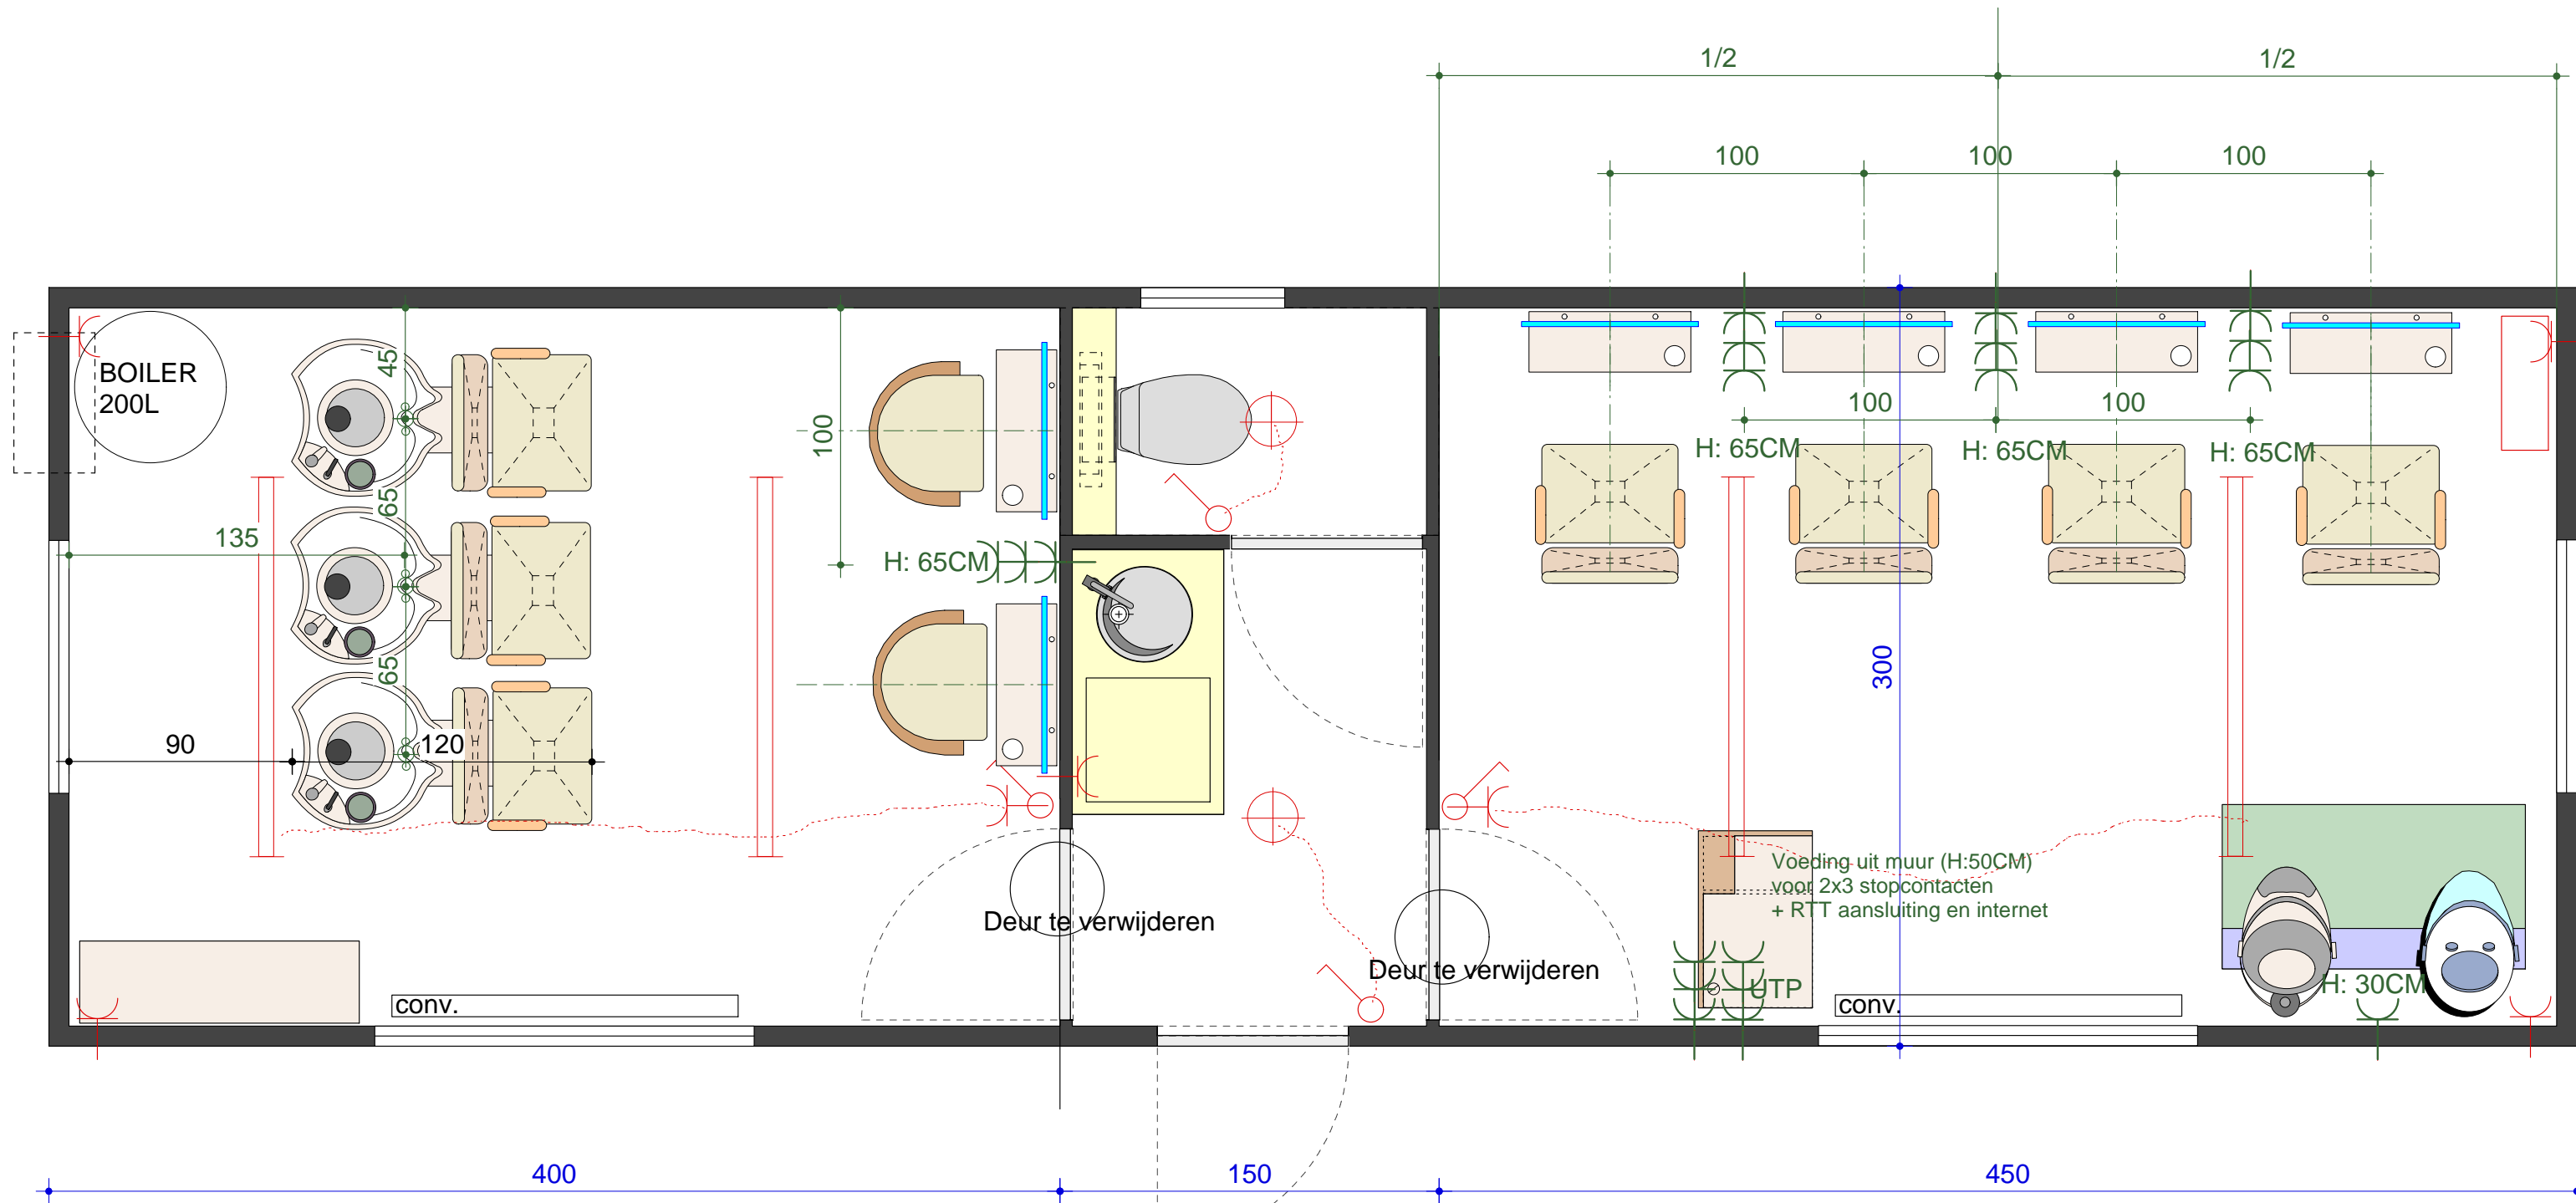 1/2
1/2
100
100
100
BOILER
200L
45
100
65
100
100
H: 65CM
H: 65CM
H: 65CM
135
H: 65CM
65
300
90
120
Voeding uit muur (H:50CM)
voor 2x3 stopcontacten
+ RTT aansluiting en internet
Deur te verwijderen
Deur te verwijderen
UTP
H: 30CM
conv.
conv.
400
150
450